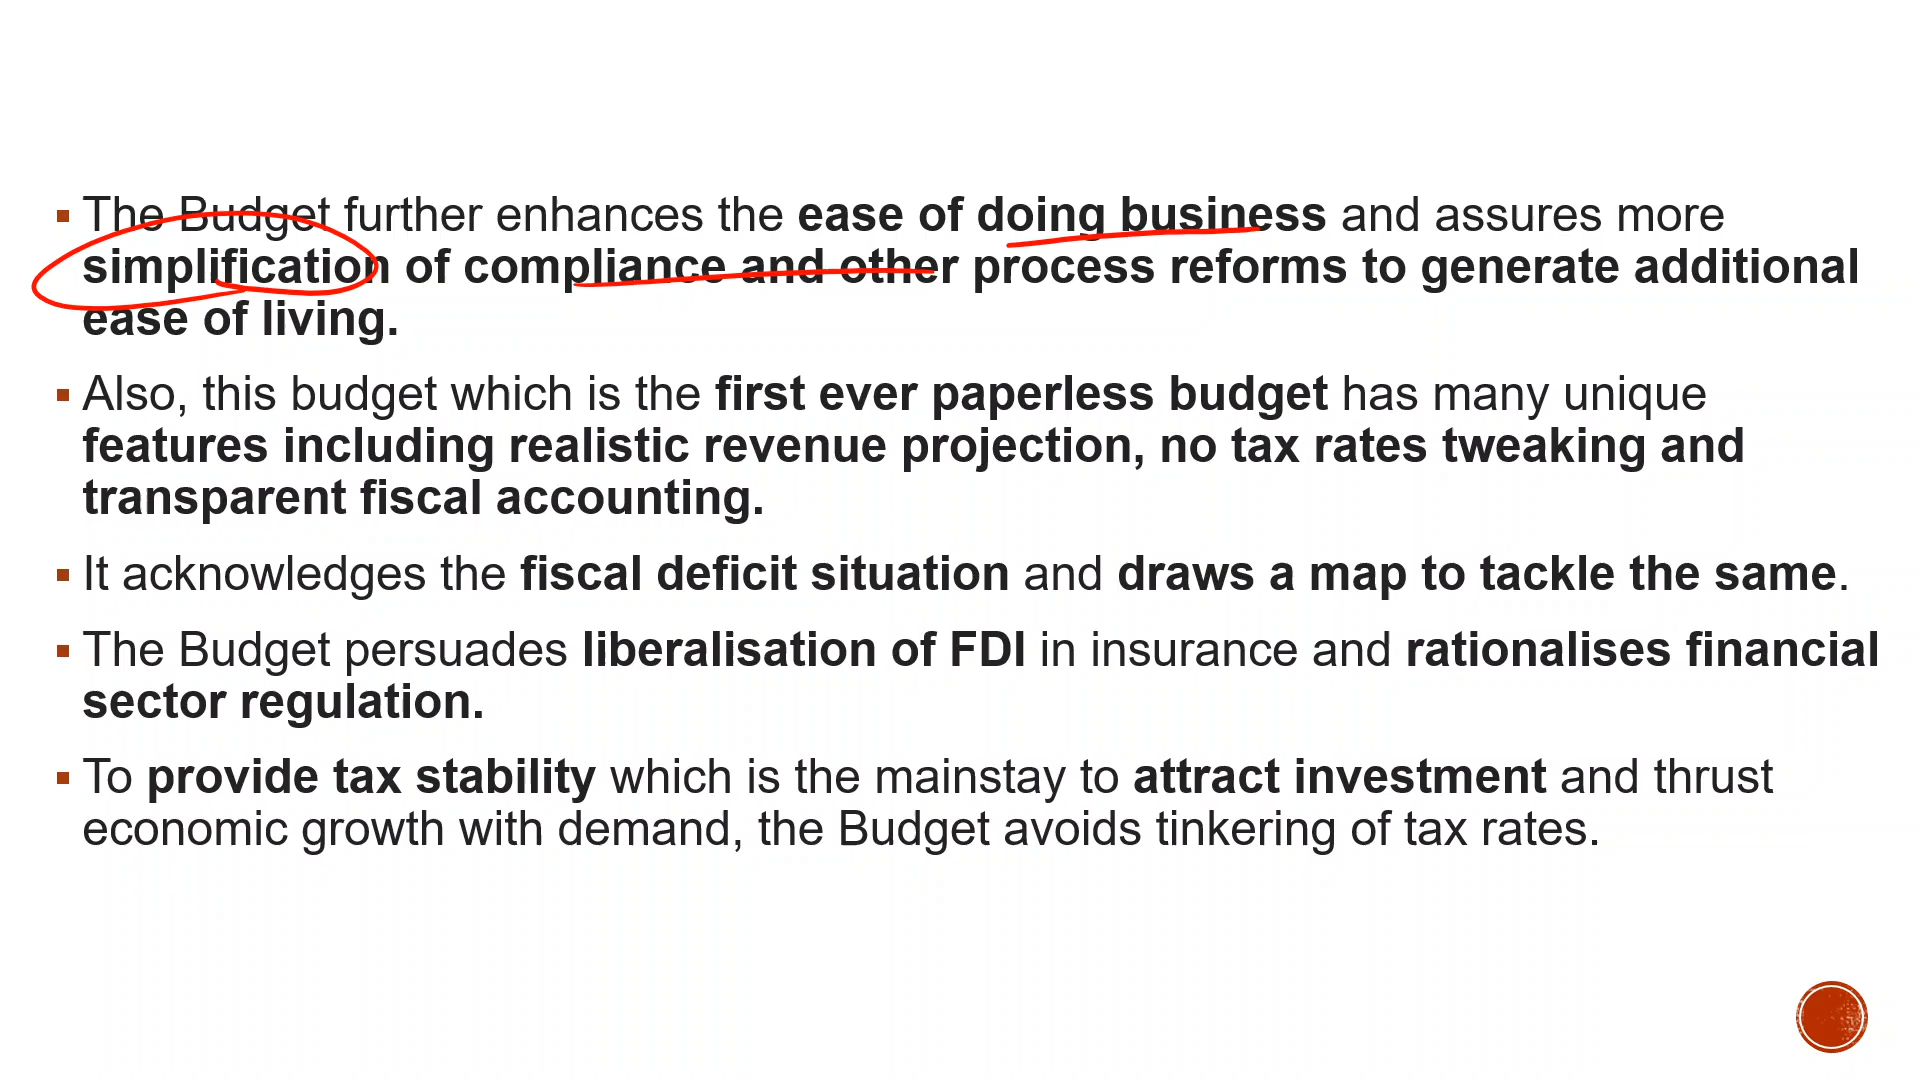 The Budget further enhances the ease of doing business and assures more
simplification of compliance and other process reforms to generate additional
ease of living.
Also, this budget which is the first ever paperless budget has many unique
features including realistic revenue projection, no tax rates tweaking and
transparent fiscal accounting.
It acknowledges the fiscal deficit situation and draws a map to tackle the same.
The Budget persuades liberalisation of FDI in insurance and rationalises financial
sector regulation.
To provide tax stability which is the mainstay to attract investment and thrust
economic growth with demand, the Budget avoids tinkering of tax rates.